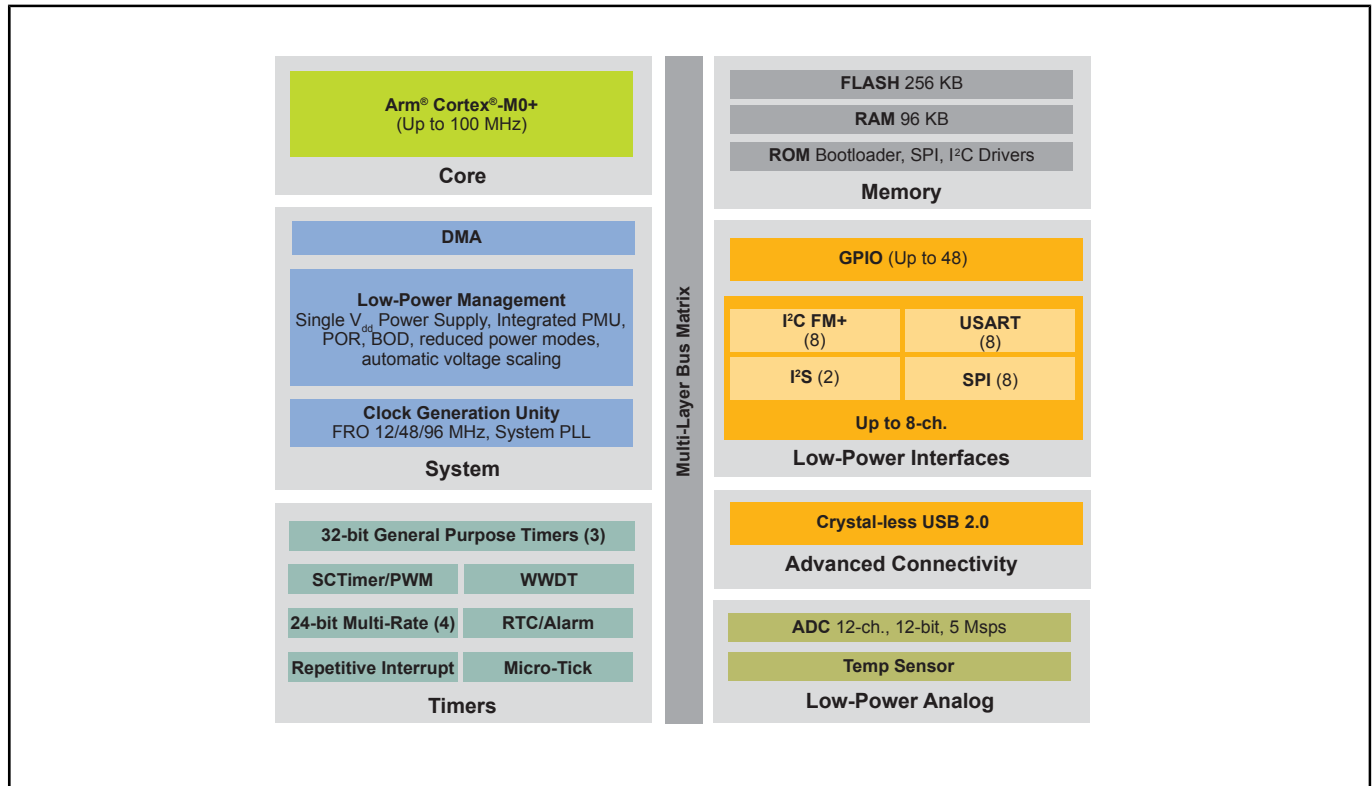 Arm® Cortex®-M0+
(Up to 100 MHz)
Core
DMA
Low-Power Management
Single Vdd Power Supply, Integrated PMU,
POR, BOD, reduced power modes,
automatic voltage scaling
Clock Generation Unity
FRO 12/48/96 MHz, System PLL
System
32-bit General Purpose Timers (3)
SCTimer/PWM
WWDT
24-bit Multi-Rate (4)
RTC/Alarm
Repetitive Interrupt
Micro-Tick
Timers
Multi-Layer Bus Matrix
FLASH 256 KB
RAM 96 KB
ROM Bootloader, SPI, I²C Drivers
Memory
GPIO (Up to 48)
I²C FM+
(8)
USART
(8)
I²S (2)
SPI (8)
Up to 8-ch.
Low-Power Interfaces
Crystal-less USB 2.0
Advanced Connectivity
ADC 12-ch., 12-bit, 5 Msps
Temp Sensor
Low-Power Analog